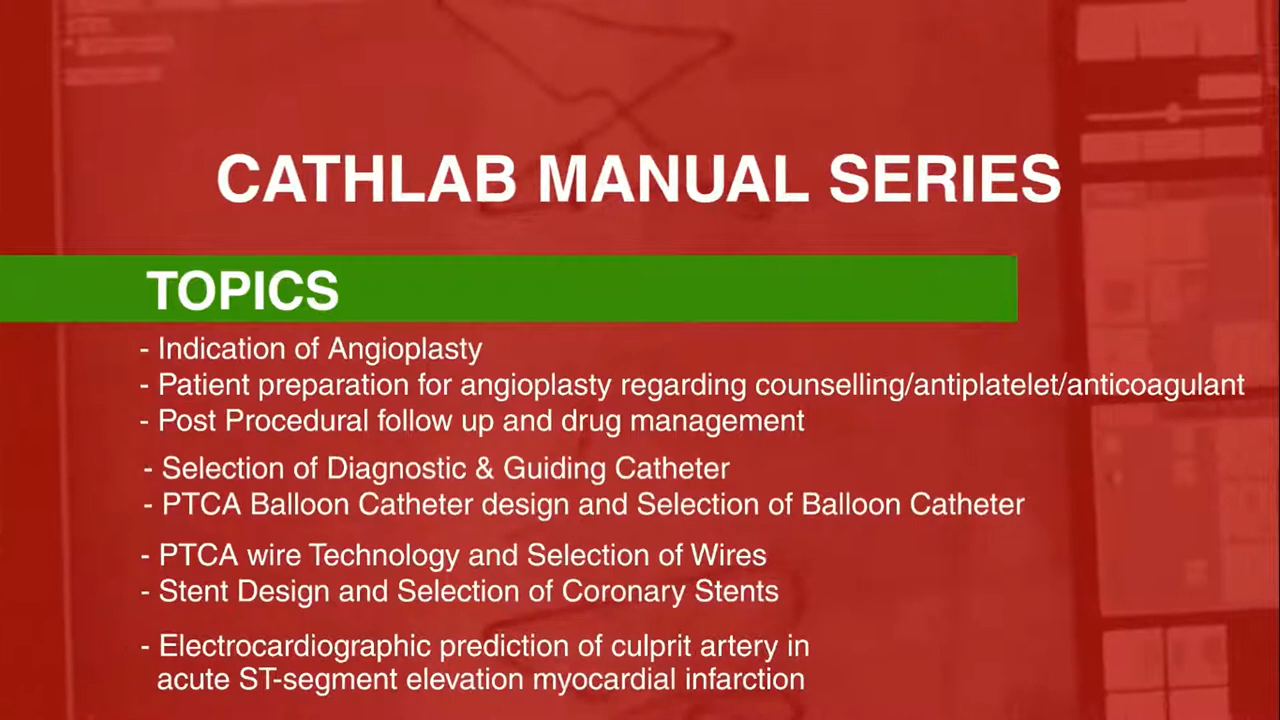 CATHLAB MANUAL SERIES
TOPICS
- Indication of Angioplasty
- Patient preparation for angioplasty regarding counselling/antiplatelet/anticoagulant
- Post Procedural follow up and drug management
- Selection of Diagnostic & Guiding Catheter
- PTCA Balloon Catheter design and Selection of Balloon Catheter
- PTCA wire Technology and Selection of Wires
- Stent Design and Selection of Coronary Stents
- Electrocardiographic prediction of culprit artery in
acute ST-segment elevation myocardial infarction